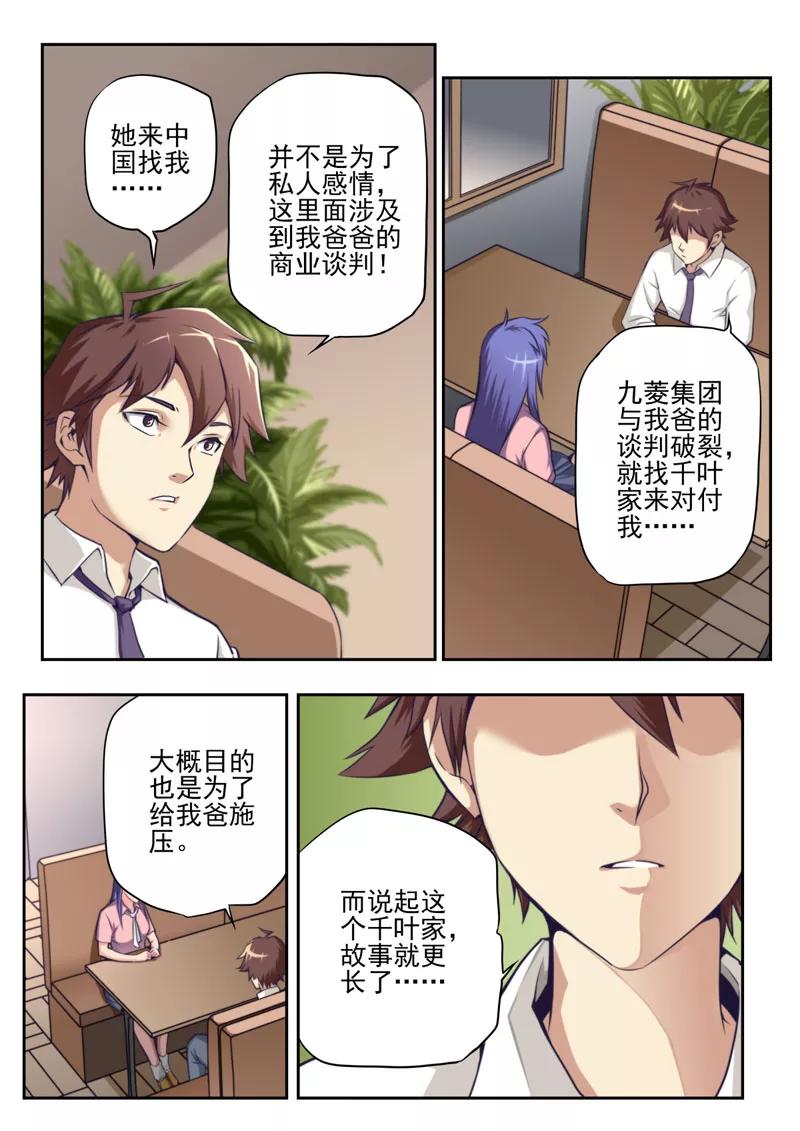 她来中
国找我
……
并不是为了
私人感情，
这里面涉及
到我爸爸的
商业谈判！
九菱集团
与我爸的
谈判破裂，
就找千叶
家来对付
我……
大概目的
也是为了
给我爸施
压。
而说起这
个千叶家，
故事就更
长了……